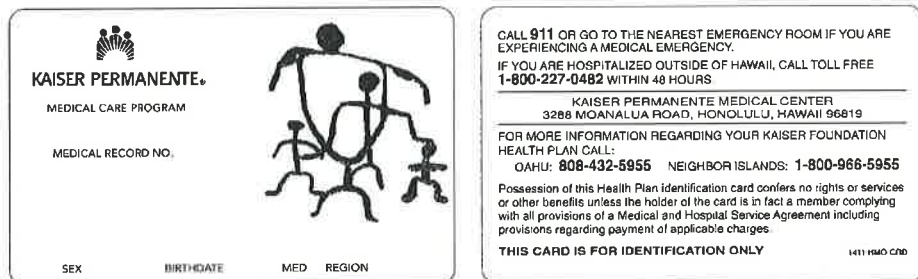 KAISER PERMANENTE®
MEDICAL CARE PROGRAM
MEDICAL RECORD NO.
SEX BIRTHDATE MED REGION
CALL 911 OR GO TO THE NEAREST EMERGENCY ROOM IF YOU ARE
EXPERIENCING A MEDICAL EMERGENCY.
IF YOU ARE HOSPITALIZED OUTSIDE OF HAWAII, CALL TOLL FREE
1-800-227-0482 WITHIN 48 HOURS
KAISER PERMANENTE MEDICAL CENTER
3288 MOANALUA ROAD, HONOLULU, HAWAII 96819
FOR MORE INFORMATION REGARDING YOUR KAISER FOUNDATION
HEALTH PLAN CALL:
OAHU: 808-432-5955 NEIGHBOR ISLANDS: 1-800-966-5955
Possession of this Health Plan identification card confers no rights or services
or other benefits unless the holder of the card is in fact a member complying
with all provisions of a Medical and Hospital Service Agreement including
provisions regarding payment of applicable charges.
THIS CARD IS FOR IDENTIFICATION ONLY